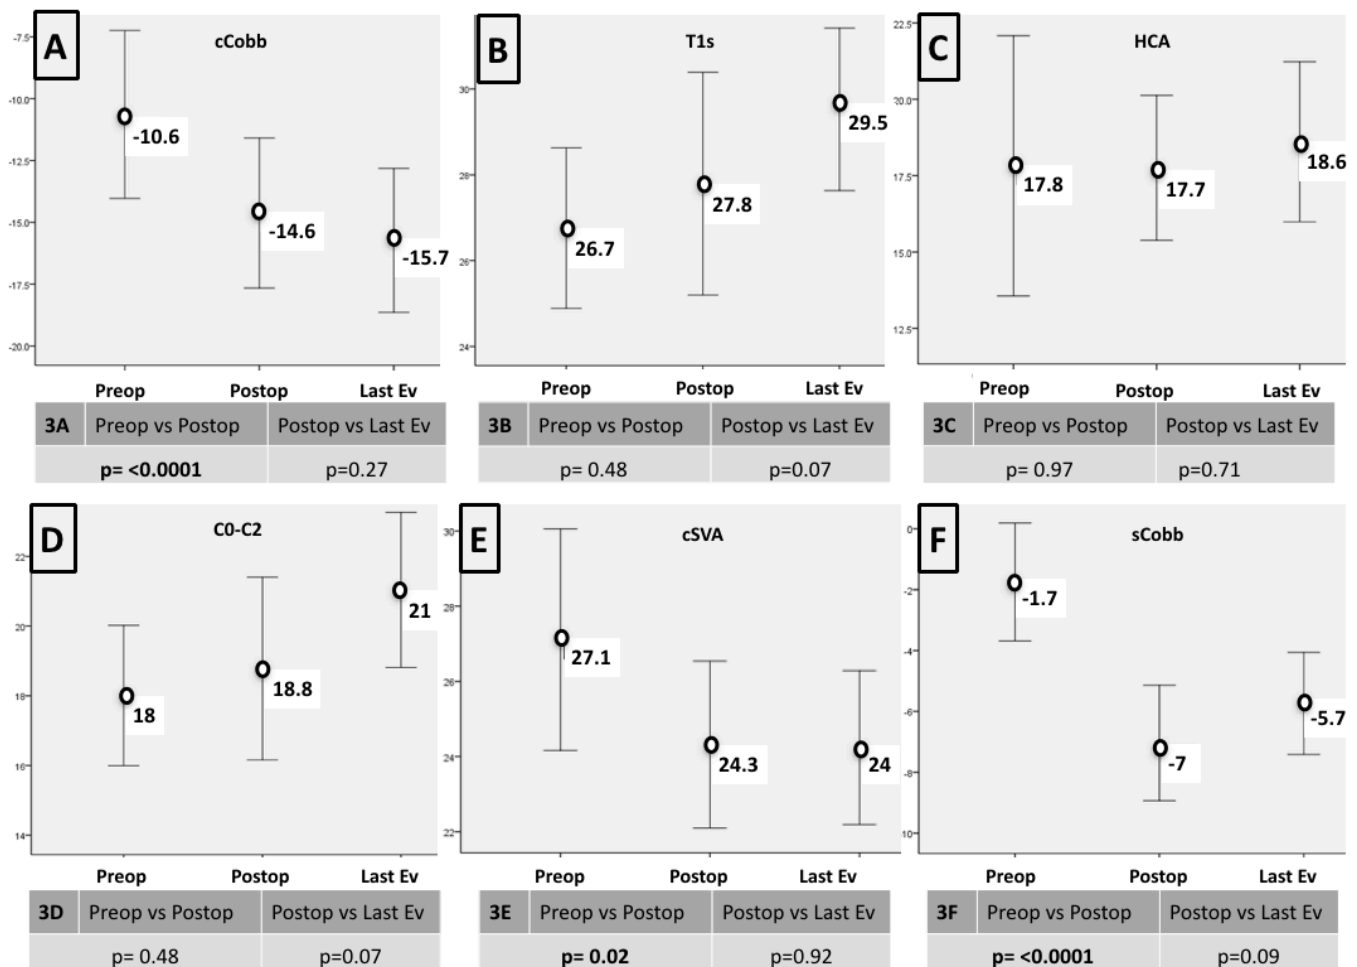 A
cCobb
-7.5
-10.0
-12.5
-15.0
-17.5
-20.0
-10.6
-14.6
-15.7
Preop Postop Last Ev
3A Preop vs Postop Postop vs Last Ev
p= <0.0001 p=0.27
B
T1s
30
28
26
24
26.7
27.8
29.5
Preop Postop Last Ev
3B Preop vs Postop Postop vs Last Ev
p= 0.48 p=0.07
C
HCA
22.5
20.0
17.5
15.0
12.5
17.8
17.7
18.6
Preop Postop Last Ev
3C Preop vs Postop Postop vs Last Ev
p= 0.97 p=0.71
D
C0-C2
22
20
18
16
14
18
18.8
21
Preop Postop Last Ev
3D Preop vs Postop Postop vs Last Ev
p= 0.48 p=0.07
E
cSVA
30
28
26
24
22
27.1
24.3
24
Preop Postop Last Ev
3E Preop vs Postop Postop vs Last Ev
p= 0.02 p=0.92
F
sCobb
0
-2
-4
-6
-8
10
-1.7
-7
-5.7
Preop Postop Last Ev
3F Preop vs Postop Postop vs Last Ev
p= <0.0001 p=0.09